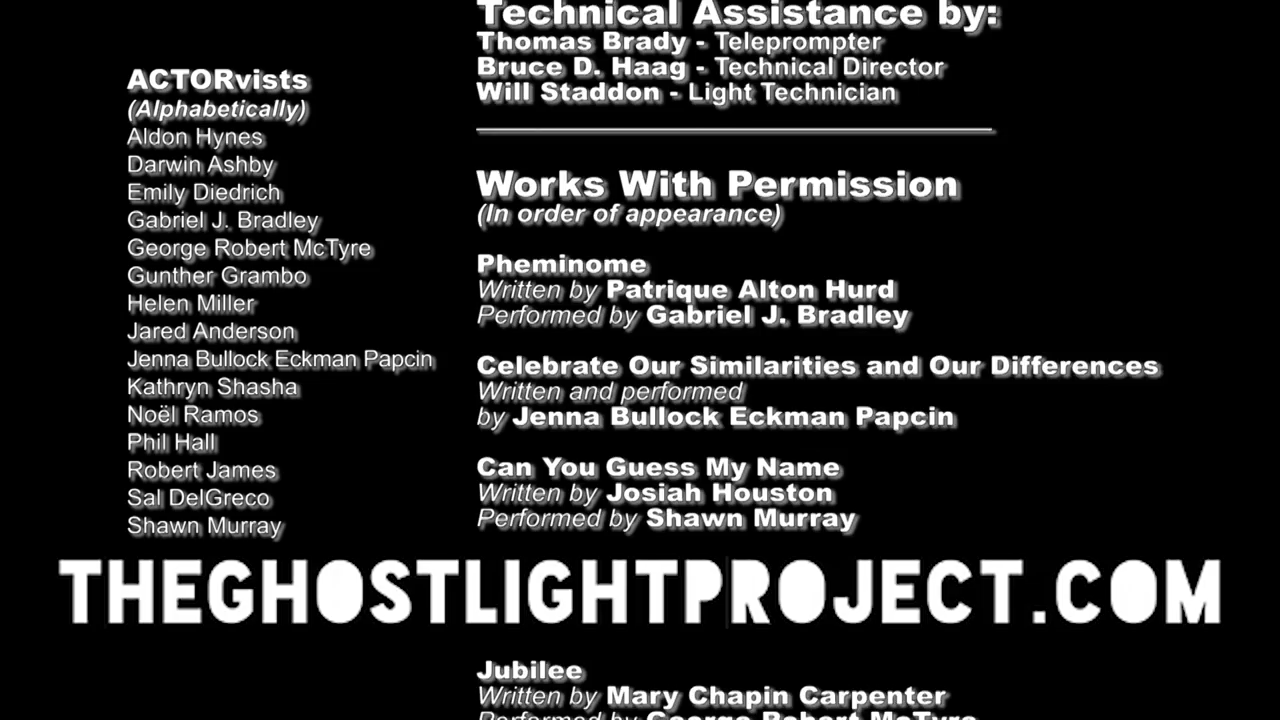 ACTORvists
(Alphabetically)
Aldon Hynes
Darwin Ashby
Emily Diedrich
Gabriel J. Bradley
George Robert McTyre
Gunther Grambo
Helen Miller
Jared Anderson
Jenna Bullock Eckman Papcin
Kathryn Shasha
Noël Ramos
Phil Hall
Robert James
Sal DelGreco
Shawn Murray
Technical Assistance by:
Thomas Brady - Teleprompter
Bruce D. Haag - Technical Director
Will Staddon - Light Technician
Works With Permission
(In order of appearance)
Pheminome
Written by Patrique Alton Hurd
Performed by Gabriel J. Bradley
Celebrate Our Similarities and Our Differences
Written and performed
by Jenna Bullock Eckman Papcin
Can You Guess My Name
Written by Josiah Houston
Performed by Shawn Murray
THEGHOSTLIGHTPROJECT.COM
Jubilee
Written by Mary Chapin Carpenter
Performed by George Robert McTyre